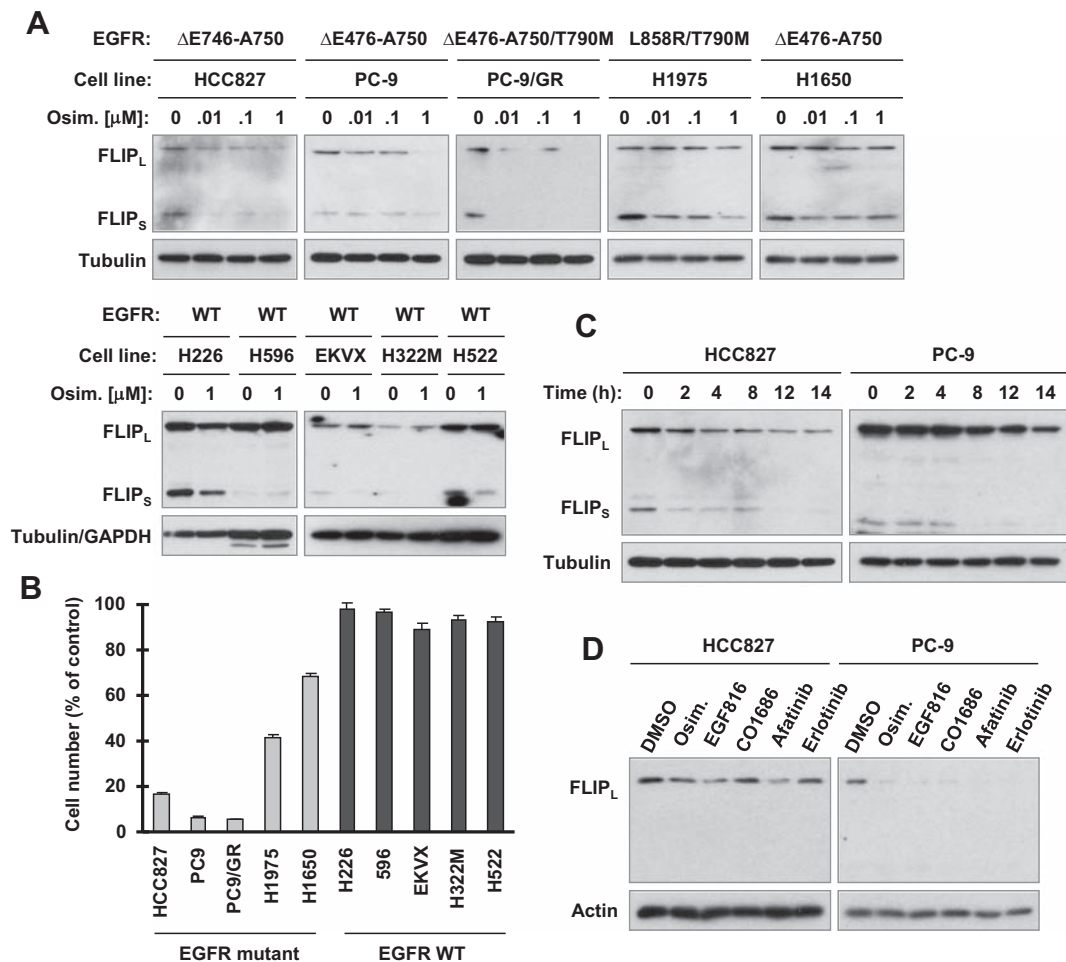 A
EGFR: ΔE746-A750 ΔE476-A750 ΔE476-A750/T790M L858R/T790M ΔE476-A750
Cell line: HCC827 PC-9 PC-9/GR H1975 H1650
Osim. [μM]: 0 .01 .1 1 0 .01 .1 1 0 .01 .1 1 0 .01 .1 1 0 .01 .1 1
FLIPL
FLIPS
Tubulin
EGFR: WT WT WT WT WT
Cell line: H226 H596 EKVX H322M H522
Osim. [μM]: 0 1 0 1 0 1 0 1 0 1
FLIPL
FLIPS
Tubulin/GAPDH
B
Cell number (% of control)
100
80
60
40
20
0
HCC827 PC9 PC9/GR H1975 H1650 H226 596 EKVX H322M H522
EGFR mutant EGFR WT
C
HCC827 PC-9
Time (h): 0 2 4 8 12 14 0 2 4 8 12 14
FLIPL
FLIPS
Tubulin
D
HCC827 PC-9
DMSO Osim. EGF816 CO1686 Afatinib Erlotinib DMSO Osim. EGF816 CO1686 Afatinib Erlotinib
FLIPL
Actin